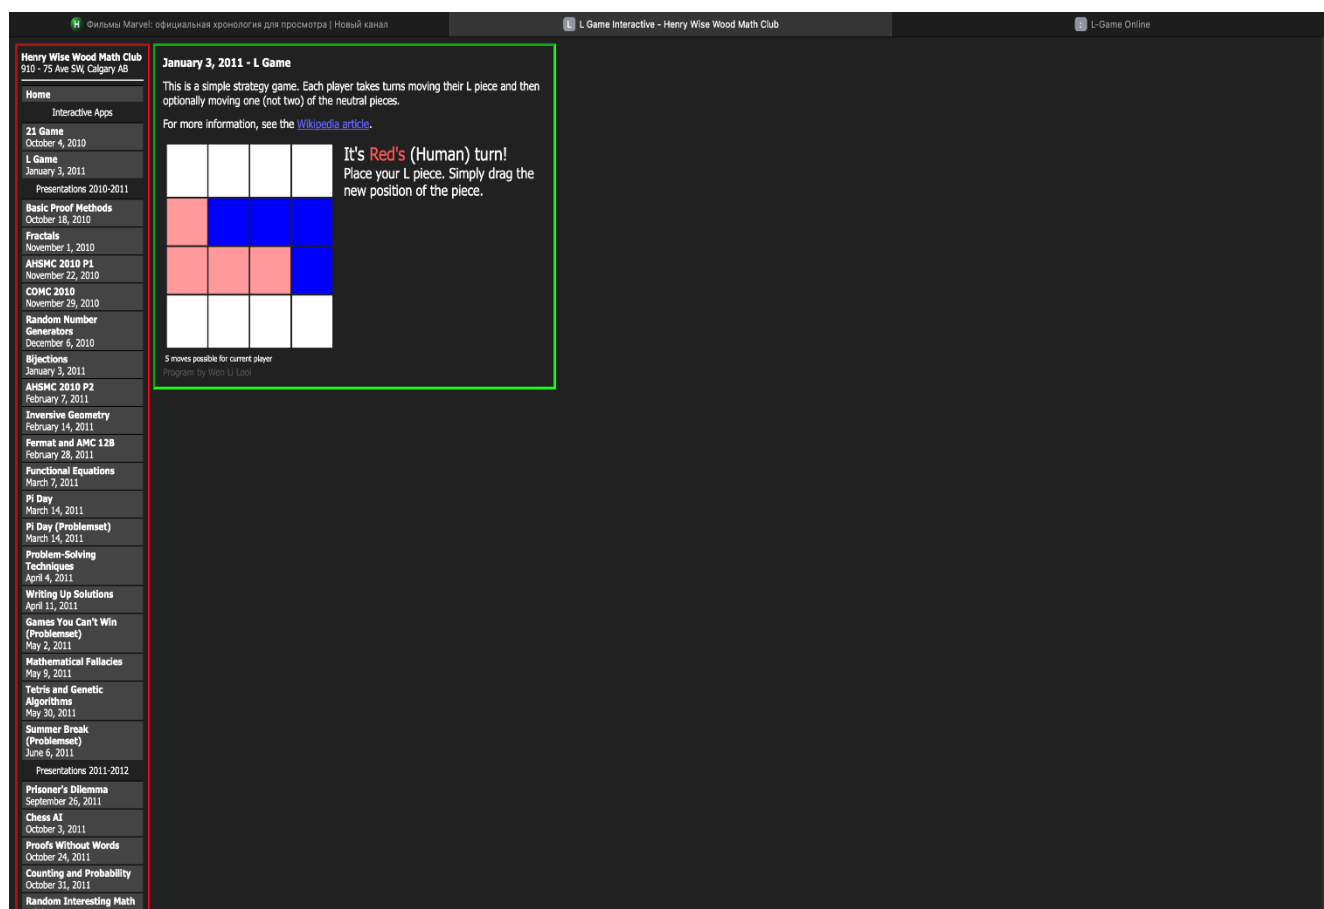 Фильмы Marvel: официальная хронология для просмотра | Новый канал
L Game Interactive - Henry Wise Wood Math Club
L-Game Online
Henry Wise Wood Math Club
910 - 75 Ave SW, Calgary AB
Home
Interactive Apps
21 Game
October 4, 2010
L Game
January 3, 2011
Presentations 2010-2011
Basic Proof Methods
October 18, 2010
Fractals
November 1, 2010
AHSMC 2010 P1
November 22, 2010
COMC 2010
November 29, 2010
Random Number
Generators
December 6, 2010
Bijections
January 3, 2011
AHSMC 2010 P2
February 7, 2011
Inversive Geometry
February 14, 2011
Fermat and AMC 12B
February 28, 2011
Functional Equations
March 7, 2011
Pi Day
March 14, 2011
Pi Day (Problemset)
March 14, 2011
Problem-Solving
Techniques
April 4, 2011
Writing Up Solutions
April 11, 2011
Games You Can't Win
(Problemset)
May 2, 2011
Mathematical Fallacies
May 9, 2011
Tetris and Genetic
Algorithms
May 30, 2011
Summer Break
(Problemset)
June 6, 2011
Presentations 2011-2012
Prisoner's Dilemma
September 26, 2011
Chess AI
October 3, 2011
Proofs Without Words
October 24, 2011
Counting and Probability
October 31, 2011
Random Interesting Math
January 3, 2011 - L Game
This is a simple strategy game. Each player takes turns moving their L piece and then
optionally moving one (not two) of the neutral pieces.
For more information, see the Wikipedia article.
It's Red's (Human) turn!
Place your L piece. Simply drag the
new position of the piece.
5 moves possible for current player
Program by Wen Li Looi